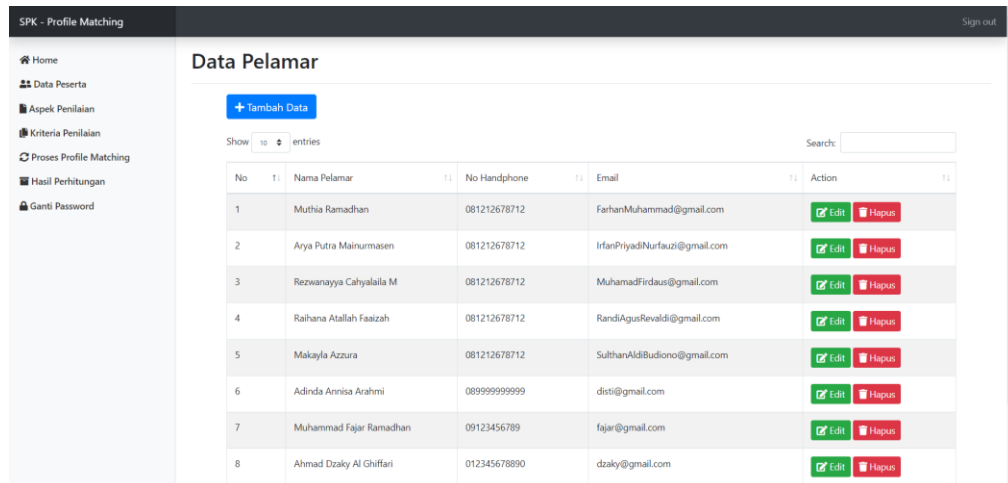 SPK - Profile Matching Sign out
Home
Data Peserta
Aspek Penilaian
Kriteria Penilaian
Proses Profile Matching
Hasil Perhitungan
Ganti Password
Data Pelamar
Tambah Data
Show 10 entries Search:
No Nama Pelamar No Handphone Email Action
1 Muthia Ramadhan 081212678712 FarhanMuhammad@gmail.com Edit Hapus
2 Arya Putra Mainurmasen 081212678712 IrfanPriyadiNurfauzi@gmail.com Edit Hapus
3 Rezwanayya Cahyalaila M 081212678712 MuhamadFirdaus@gmail.com Edit Hapus
4 Raihana Atallah Faaizah 081212678712 RandiAgusRevaldi@gmail.com Edit Hapus
5 Makayla Azzura 081212678712 SulthanAldiBudiono@gmail.com Edit Hapus
6 Adinda Annisa Arahmi 089999999999 disti@gmail.com Edit Hapus
7 Muhammad Fajar Ramadhan 09123456789 fajar@gmail.com Edit Hapus
8 Ahmad Dzaky Al Ghiffari 012345678890 dzaky@gmail.com Edit Hapus